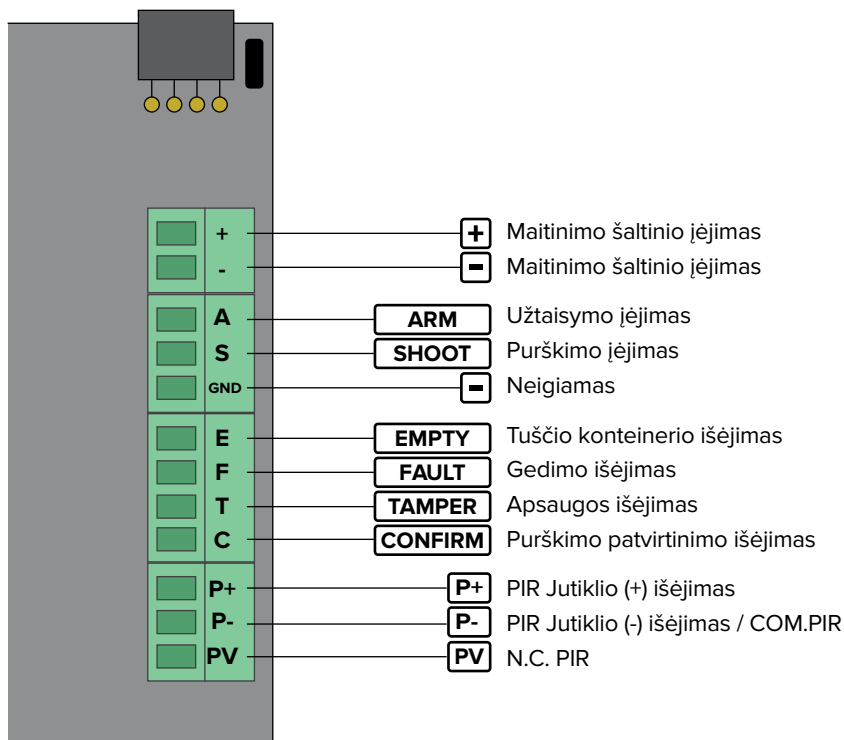 + + Maitinimo šaltinio įėjimas
- - Maitinimo šaltinio įėjimas
A ARM Užtaisymo įėjimas
S SHOOT Purškimo įėjimas
GND - Neigiamas
E EMPTY Tuščio konteinerio išėjimas
F FAULT Gedimo išėjimas
T TAMPER Apsaugos išėjimas
C CONFIRM Purškimo patvirtinimo išėjimas
P+ P+ PIR Jutiklio (+) išėjimas
P- P- PIR Jutiklio (-) išėjimas / COM.PIR
PV PV N.C. PIR